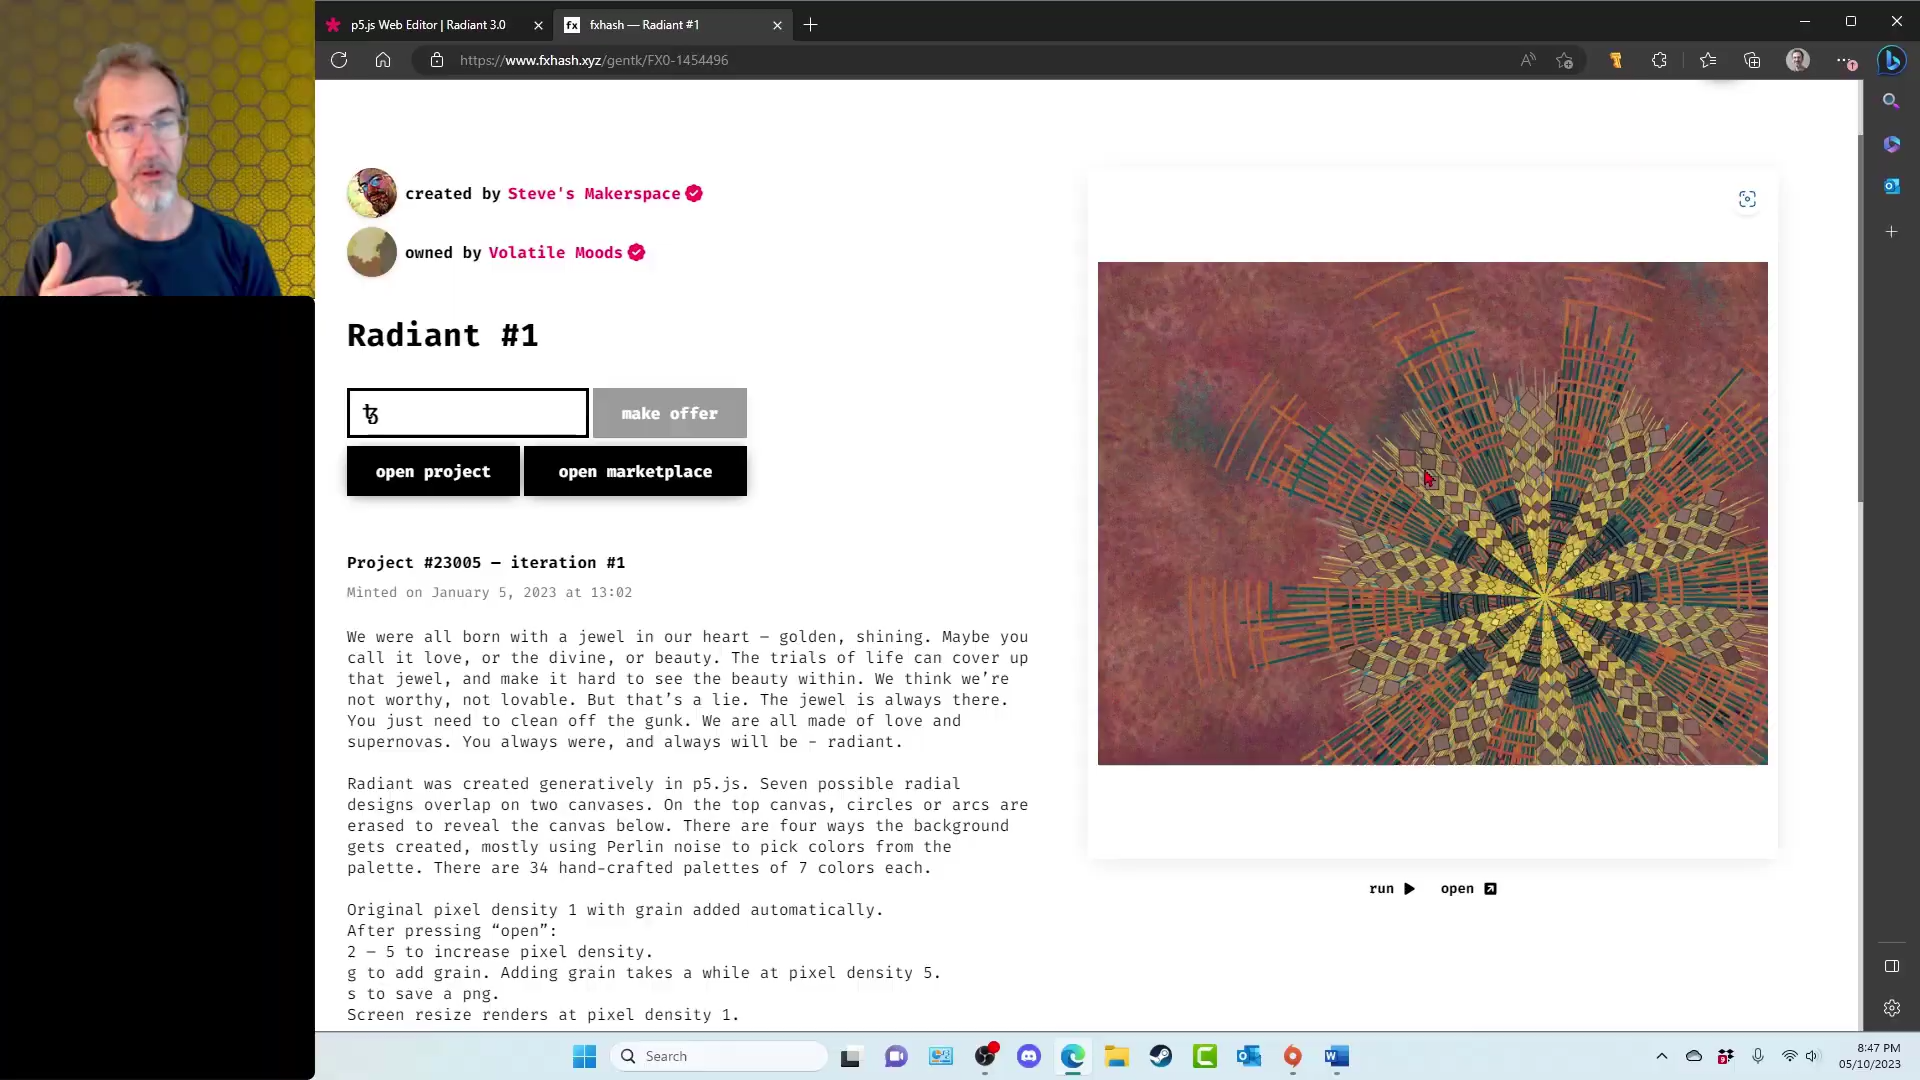 p5.js Web Editor | Radiant 3.0
fx fxhash — Radiant #1
https://www.fxhash.xyz/gentk/FX0-1454496
created by Steve's Makerspace
owned by Volatile Moods
Radiant #1
ꜩ make offer
open project open marketplace
Project #23005 — iteration #1
Minted on January 5, 2023 at 13:02
We were all born with a jewel in our heart – golden, shining. Maybe you
call it love, or the divine, or beauty. The trials of life can cover up
that jewel, and make it hard to see the beauty within. We think we’re
not worthy, not lovable. But that’s a lie. The jewel is always there.
You just need to clean off the gunk. We are all made of love and
supernovas. You always were, and always will be - radiant.
Radiant was created generatively in p5.js. Seven possible radial
designs overlap on two canvases. On the top canvas, circles or arcs are
erased to reveal the canvas below. There are four ways the background
gets created, mostly using Perlin noise to pick colors from the
palette. There are 34 hand-crafted palettes of 7 colors each.
Original pixel density 1 with grain added automatically.
After pressing “open”:
2 – 5 to increase pixel density.
g to add grain. Adding grain takes a while at pixel density 5.
s to save a png.
Screen resize renders at pixel density 1.
run open
Search
8:47 PM
05/10/2023